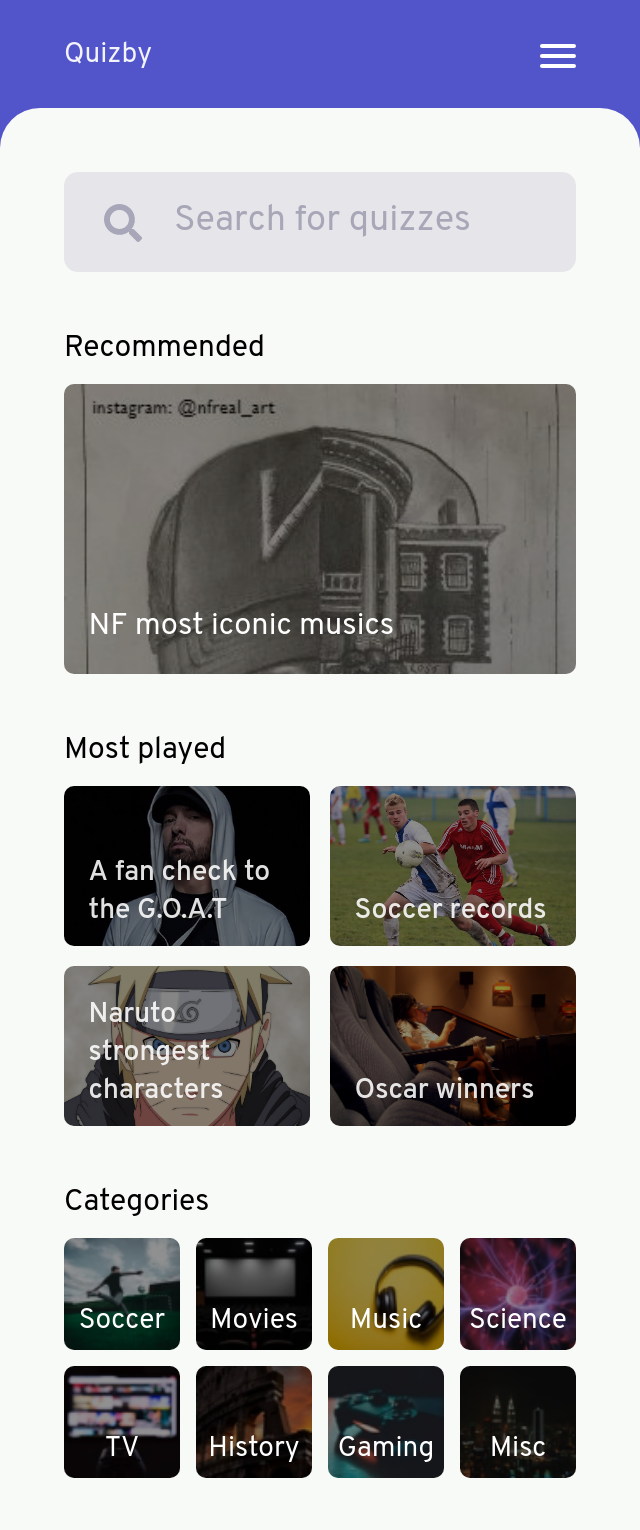 Quizby
Search for quizzes
Recommended
instagram: @nfreal_art
NF most iconic musics
Most played
A fan check to
the G.O.A.T
Soccer records
Naruto
strongest
characters
Oscar winners
Categories
Soccer
Movies
Music
Science
TV
History
Gaming
Misc